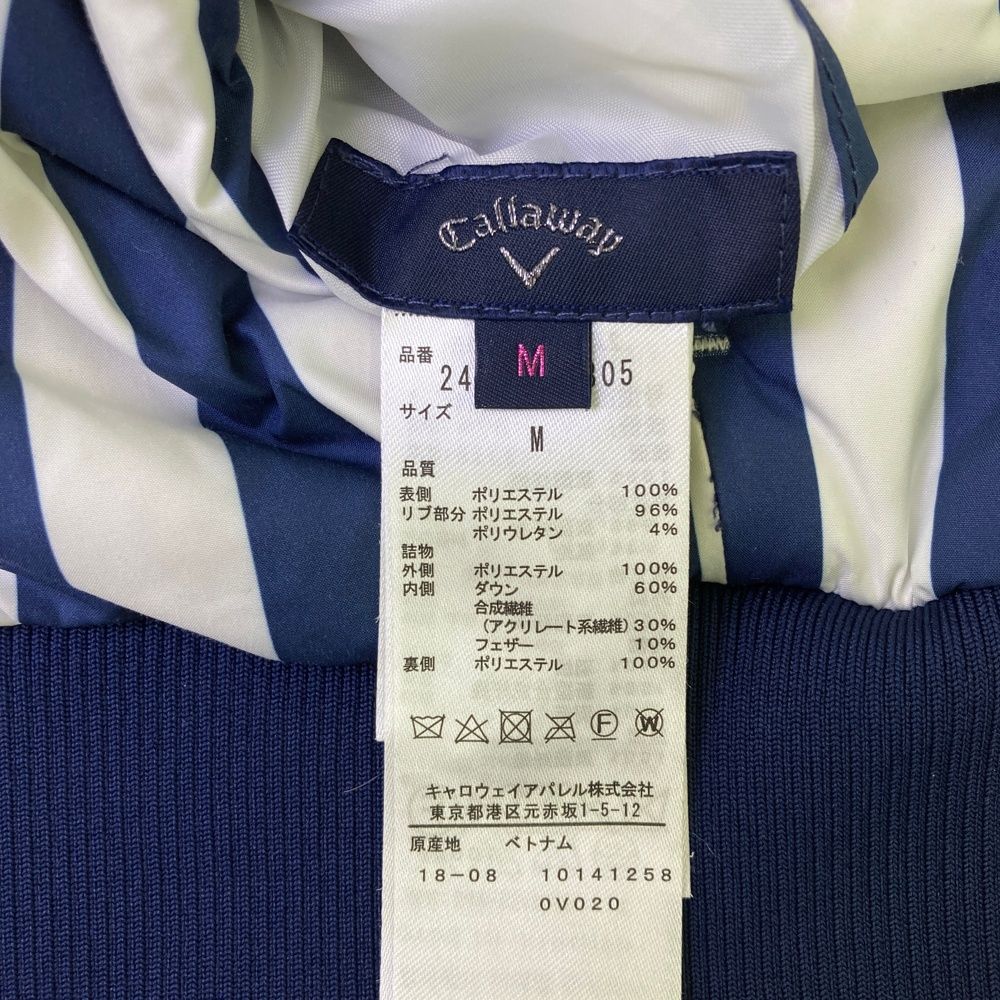 Callaway
M
品番
24 305
サイズ
M
品質
表側 ポリエステル 100%
リブ部分 ポリエステル 96%
ポリウレタン 4%
詰物
外側 ポリエステル 100%
内側 ダウン 60%
合成繊維
(アクリレート系繊維) 30%
フェザー 10%
裏側 ポリエステル 100%
F W
キャロウェイアパレル株式会社
東京都港区元赤坂1-5-12
原産地 ベトナム
18-08 10141258
0V020